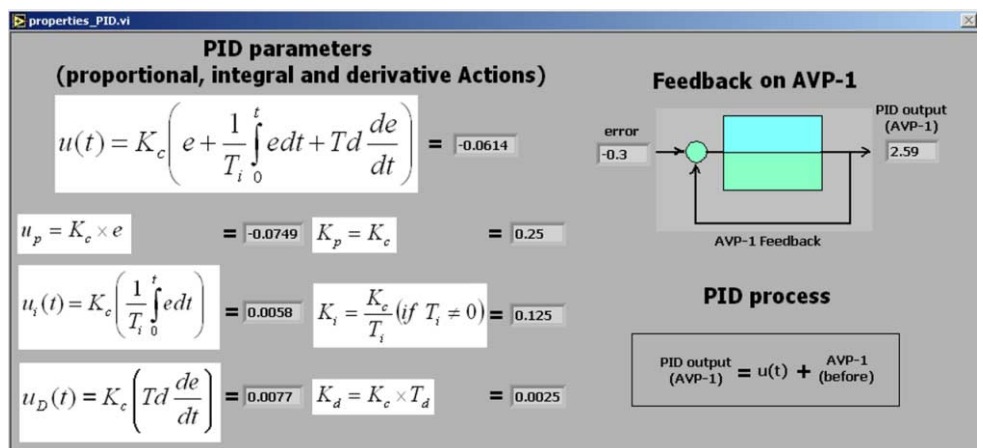 properties_PID.vi
PID parameters
(proportional, integral and derivative Actions)
u(t) = K_c ( e + 1/T_i ∫_0^t edt + Td de/dt ) = -0.0614
u_p = K_c × e = -0.0749
K_p = K_c = 0.25
u_i(t) = K_c ( 1/T_i ∫_0^t edt ) = 0.0058
K_i = K_c/T_i (if T_i ≠ 0) = 0.125
u_D(t) = K_c ( Td de/dt ) = 0.0077
K_d = K_c × T_d = 0.0025
Feedback on AVP-1
error
-0.3
PID output
(AVP-1)
2.59
AVP-1 Feedback
PID process
PID output (AVP-1) = u(t) + AVP-1 (before)